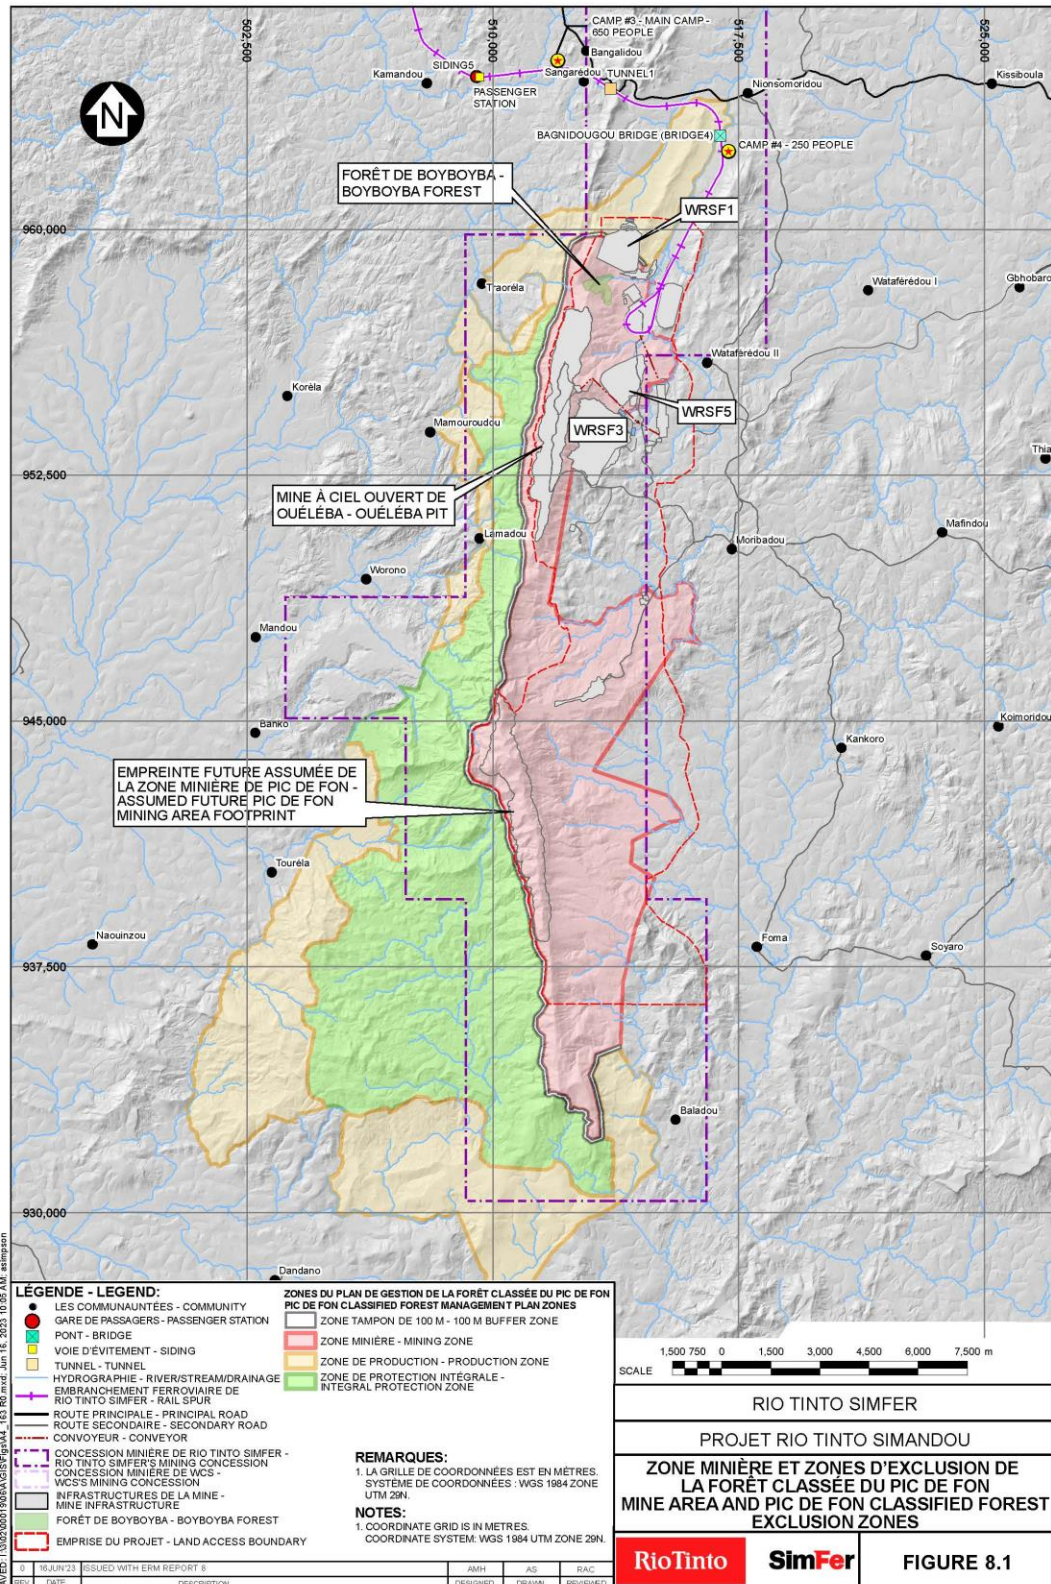 502,500
510,000
517,500
525,000
CAMP #3 - MAIN CAMP -
650 PEOPLE
Bangalidou
SIDING5
Kamandou
Sangarédou
TUNNEL1
PASSENGER
STATION
Kissiboula
Nionsomoridou
BAGNIDOUGOU BRIDGE (BRIDGE4)
CAMP #4 - 250 PEOPLE
N
FORÊT DE BOYBOYBA -
BOYBOYBA FOREST
WRSF1
960,000
Traoréla
Watafèrédou I
Gbhobaro
Korèla
Watafèrédou II
Mamouroudou
WRSF5
WRSF3
Thia
952,500
MINE À CIEL OUVERT DE
OUÉLÉBA - OUÉLÉBA PIT
Lamadou
Mafindou
Moribadou
Worono
Mandou
945,000
Banko
Koimoridou
Kankoro
EMPREINTE FUTURE ASSUMÉE DE
LA ZONE MINIÈRE DE PIC DE FON -
ASSUMED FUTURE PIC DE FON
MINING AREA FOOTPRINT
Touréla
Naouinzou
Foma
Soyaro
937,500
Baladou
930,000
Dandano
LÉGENDE - LEGEND:
LES COMMUNAUTÉES - COMMUNITY
GARE DE PASSAGERS - PASSENGER STATION
PONT - BRIDGE
VOIE D'ÉVITEMENT - SIDING
TUNNEL - TUNNEL
HYDROGRAPHIE - RIVER/STREAM/DRAINAGE
EMBRANCHEMENT FERROVIAIRE DE
RIO TINTO SIMFER - RAIL SPUR
ROUTE PRINCIPALE - PRINCIPAL ROAD
ROUTE SECONDAIRE - SECONDARY ROAD
CONVOYEUR - CONVEYOR
CONCESSION MINIÈRE DE RIO TINTO SIMFER -
RIO TINTO SIMFER'S MINING CONCESSION
CONCESSION MINIÈRE DE WCS -
WCS'S MINING CONCESSION
INFRASTRUCTURES DE LA MINE -
MINE INFRASTRUCTURE
FORÊT DE BOYBOYBA - BOYBOYBA FOREST
EMPRISE DU PROJET - LAND ACCESS BOUNDARY
ZONES DU PLAN DE GESTION DE LA FORÊT CLASSÉE DU PIC DE FON
PIC DE FON CLASSIFIED FOREST MANAGEMENT PLAN ZONES
ZONE TAMPON DE 100 M - 100 M BUFFER ZONE
ZONE MINIÈRE - MINING ZONE
ZONE DE PRODUCTION - PRODUCTION ZONE
ZONE DE PROTECTION INTÉGRALE -
INTEGRAL PROTECTION ZONE
REMARQUES:
1. LA GRILLE DE COORDONNÉES EST EN MÈTRES.
SYSTÈME DE COORDONNÉES : WGS 1984 ZONE
UTM 29N.
NOTES:
1. COORDINATE GRID IS IN METRES.
COORDINATE SYSTEM: WGS 1984 UTM ZONE 29N.
0 16JUN'23 ISSUED WITH ERM REPORT 8 AMH AS RAC
REV DATE DESCRIPTION DESIGNED DRAWN REVIEWED
SCALE 1,500 750 0 1,500 3,000 4,500 6,000 7,500 m
RIO TINTO SIMFER
PROJET RIO TINTO SIMANDOU
ZONE MINIÈRE ET ZONES D'EXCLUSION DE
LA FORÊT CLASSÉE DU PIC DE FON
MINE AREA AND PIC DE FON CLASSIFIED FOREST
EXCLUSION ZONES
RioTinto
SimFer
FIGURE 8.1